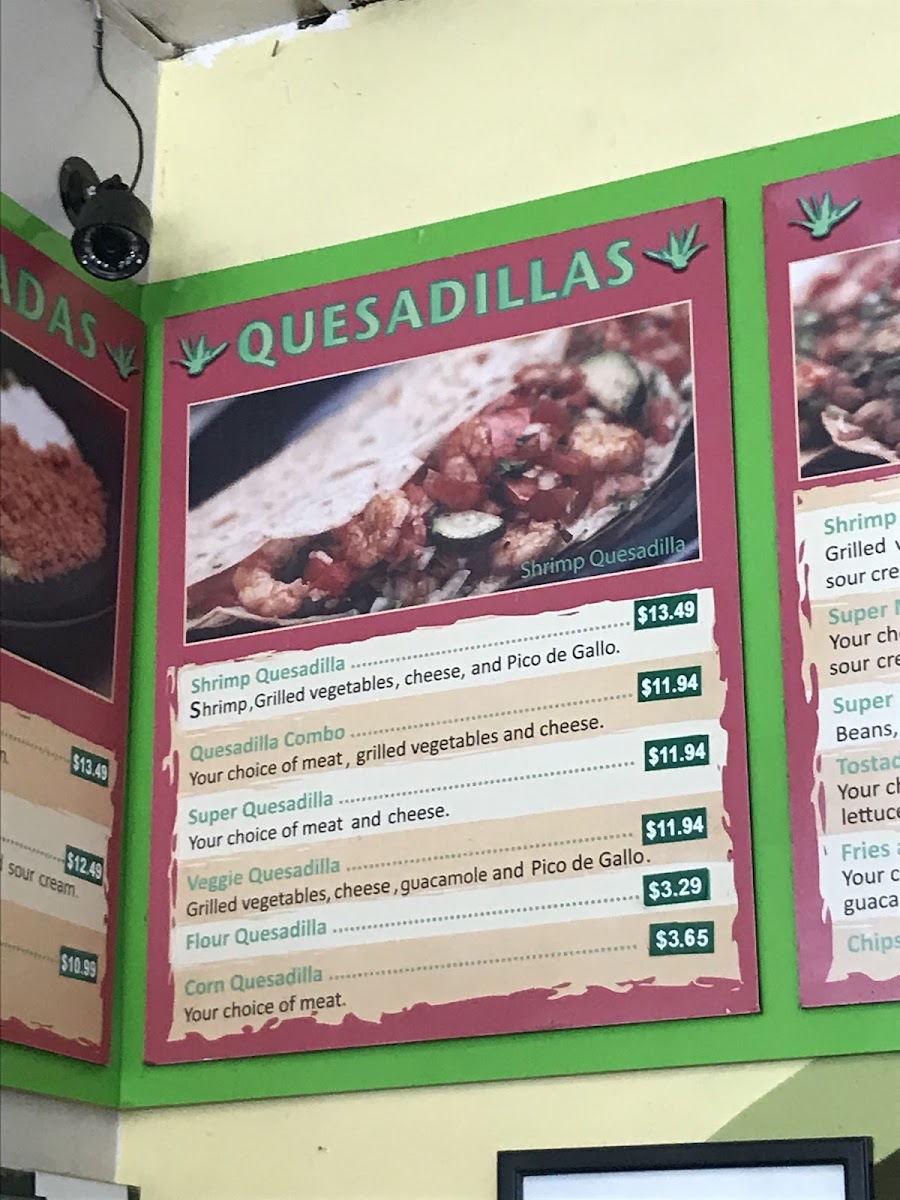 ADAS
$13.49
$12.49
sour cream.
$10.99
QUESADILLAS
Shrimp Quesadilla
Shrimp Quesadilla $13.49
Shrimp, Grilled vegetables, cheese, and Pico de Gallo.
Quesadilla Combo $11.94
Your choice of meat, grilled vegetables and cheese.
Super Quesadilla $11.94
Your choice of meat and cheese.
Veggie Quesadilla $11.94
Grilled vegetables, cheese, guacamole and Pico de Gallo.
Flour Quesadilla $3.29
Corn Quesadilla $3.65
Your choice of meat.
Shrimp
Grilled
sour cre
Super
Your ch
sour cre
Super
Beans,
Tostad
Your ch
lettuce
Fries
Your c
guaca
Chips